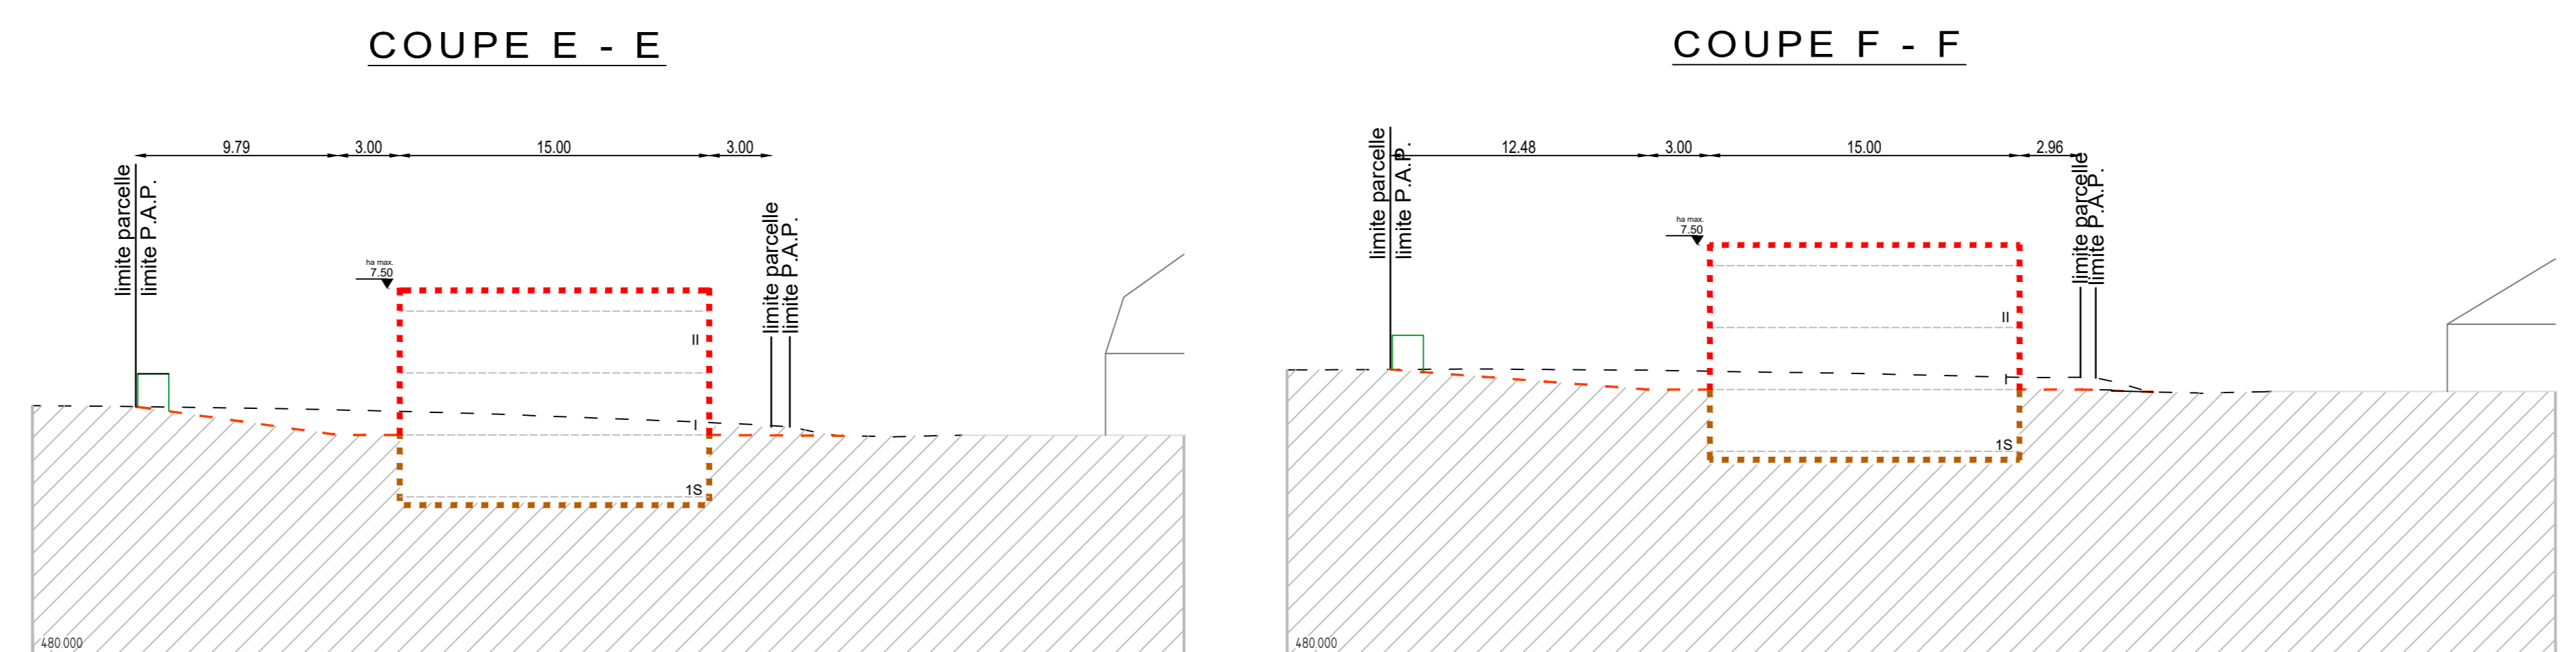 COUPE E - E
9.79
3.00
15.00
3.00
limite parcelle
limite P.A.P.
ha max.
7.50
limite parcelle
limite P.A.P.
II
I
1S
480 000
COUPE F - F
12.48
3.00
15.00
2.96
limite parcelle
limite P.A.P.
ha max.
7.50
limite parcelle
limite P.A.P.
II
I
1S
480 000